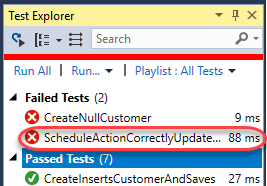 Test Explorer
Search
Run All | Run... | Playlist : All Tests
Failed Tests (2)
CreateNullCustomer 9 ms
ScheduleActionCorrectlyUpdate... 88 ms
Passed Tests (7)
CreateInsertsCustomerAndSaves 27 ms